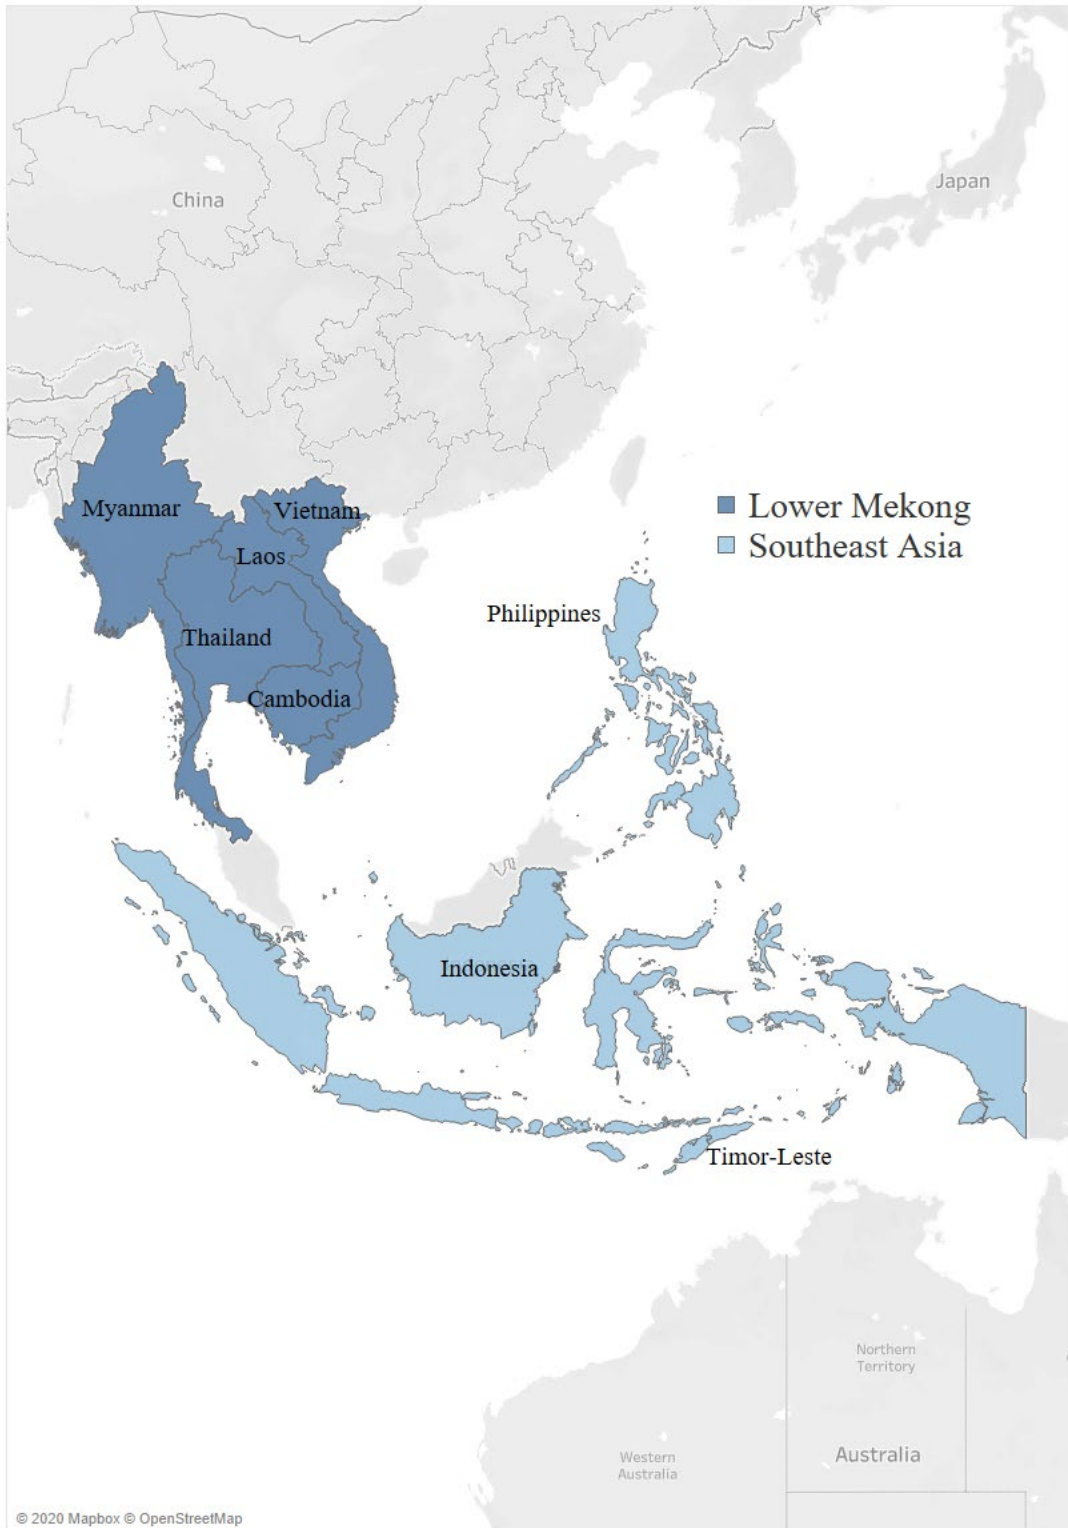 China
Japan
Myanmar
Vietnam
Laos
Lower Mekong
Southeast Asia
Philippines
Thailand
Cambodia
Indonesia
Timor-Leste
Northern
Territory
Western
Australia
Australia
© 2020 Mapbox © OpenStreetMap